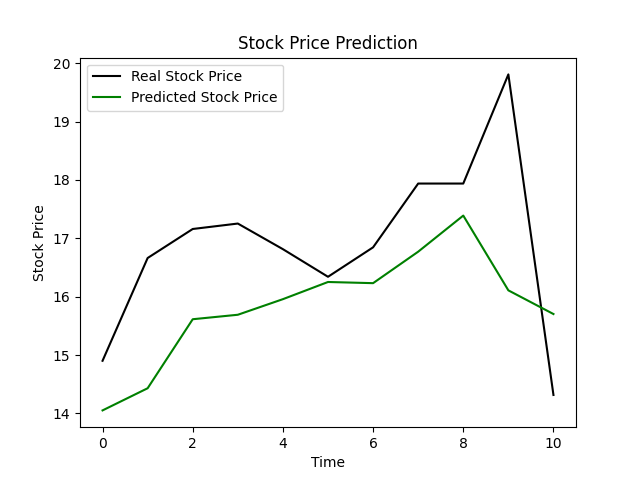 Stock Price Prediction
Real Stock Price
Predicted Stock Price
Stock Price
20
19
18
17
16
15
14
0 2 4 6 8 10
Time